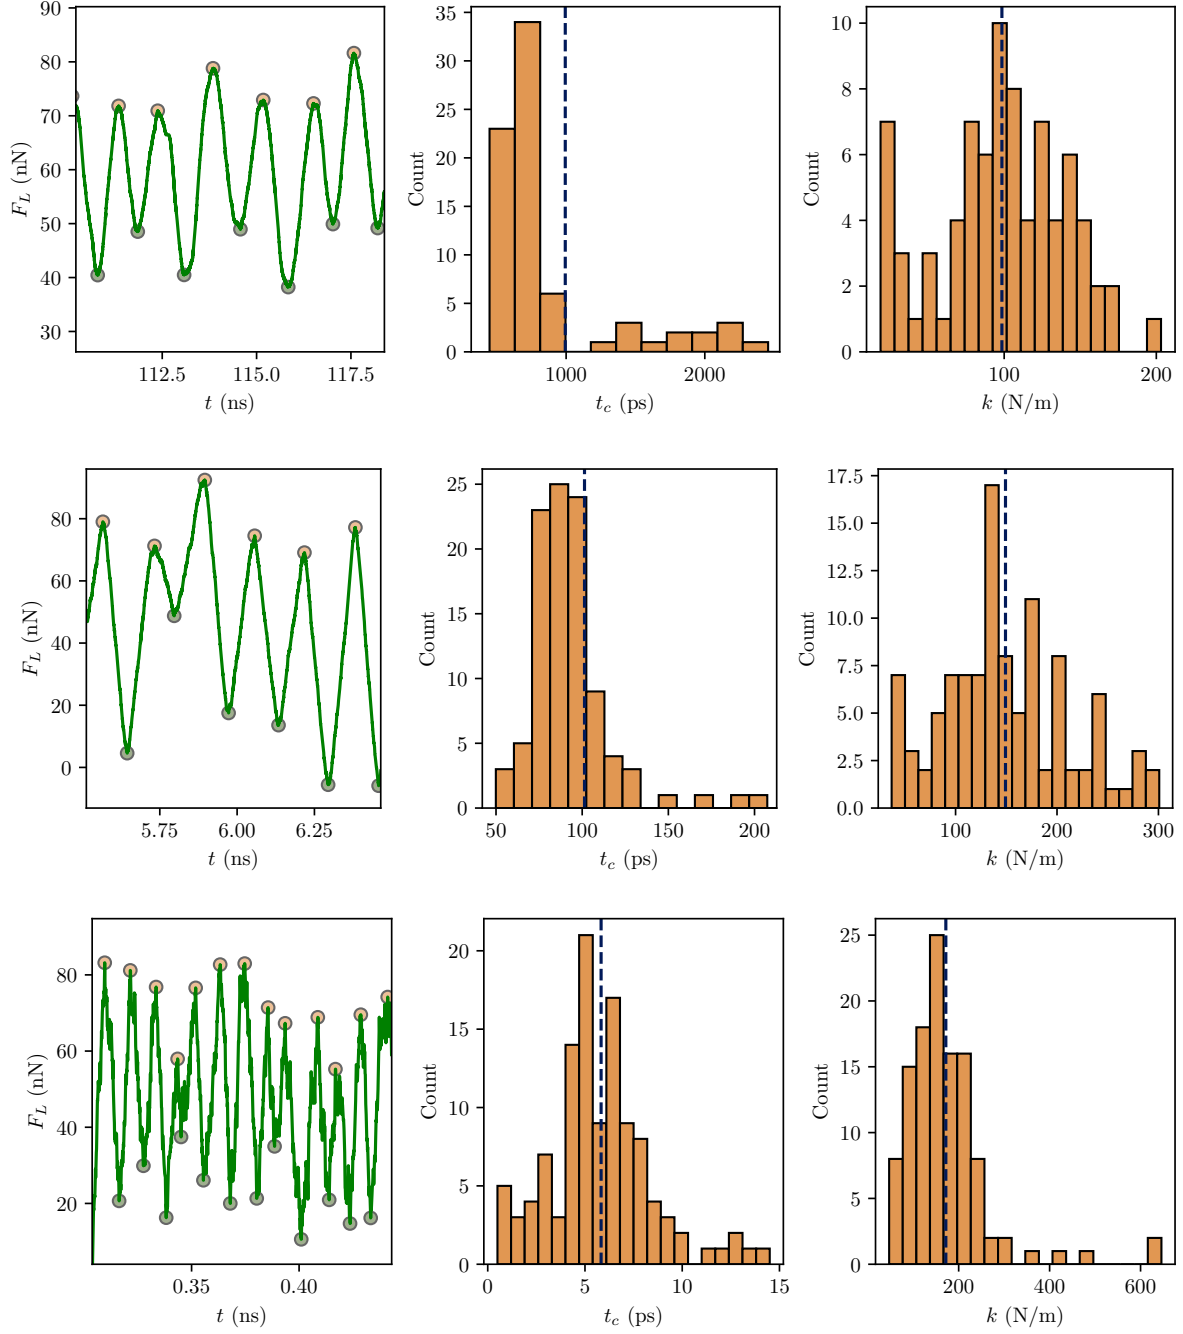 90
80
70
60
50
40
30
F_L (nN)
112.5 115.0 117.5
t (ns)
35
30
25
20
15
10
5
0
Count
1000 2000
t_c (ps)
10
8
6
4
2
0
Count
100 200
k (N/m)
80
60
40
20
0
F_L (nN)
5.75 6.00 6.25
t (ns)
25
20
15
10
5
0
Count
50 100 150 200
t_c (ps)
17.5
15.0
12.5
10.0
7.5
5.0
2.5
0.0
Count
100 200 300
k (N/m)
80
60
40
20
F_L (nN)
0.35 0.40
t (ns)
20
15
10
5
0
Count
0 5 10 15
t_c (ps)
25
20
15
10
5
0
Count
200 400 600
k (N/m)